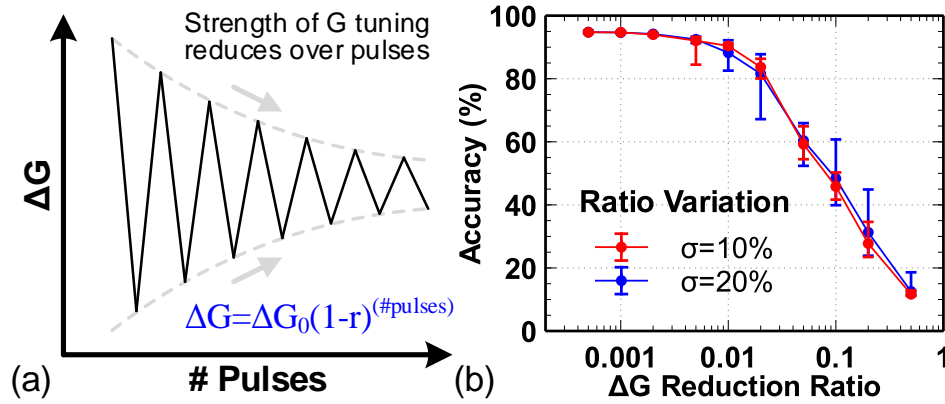 Strength of G tuning
reduces over pulses
ΔG
ΔG=ΔG₀(1-r)^(#pulses)
(a)
# Pulses
Accuracy (%)
100
80
60
40
20
0
Ratio Variation
σ=10%
σ=20%
0.001
0.01
0.1
1
(b)
ΔG Reduction Ratio